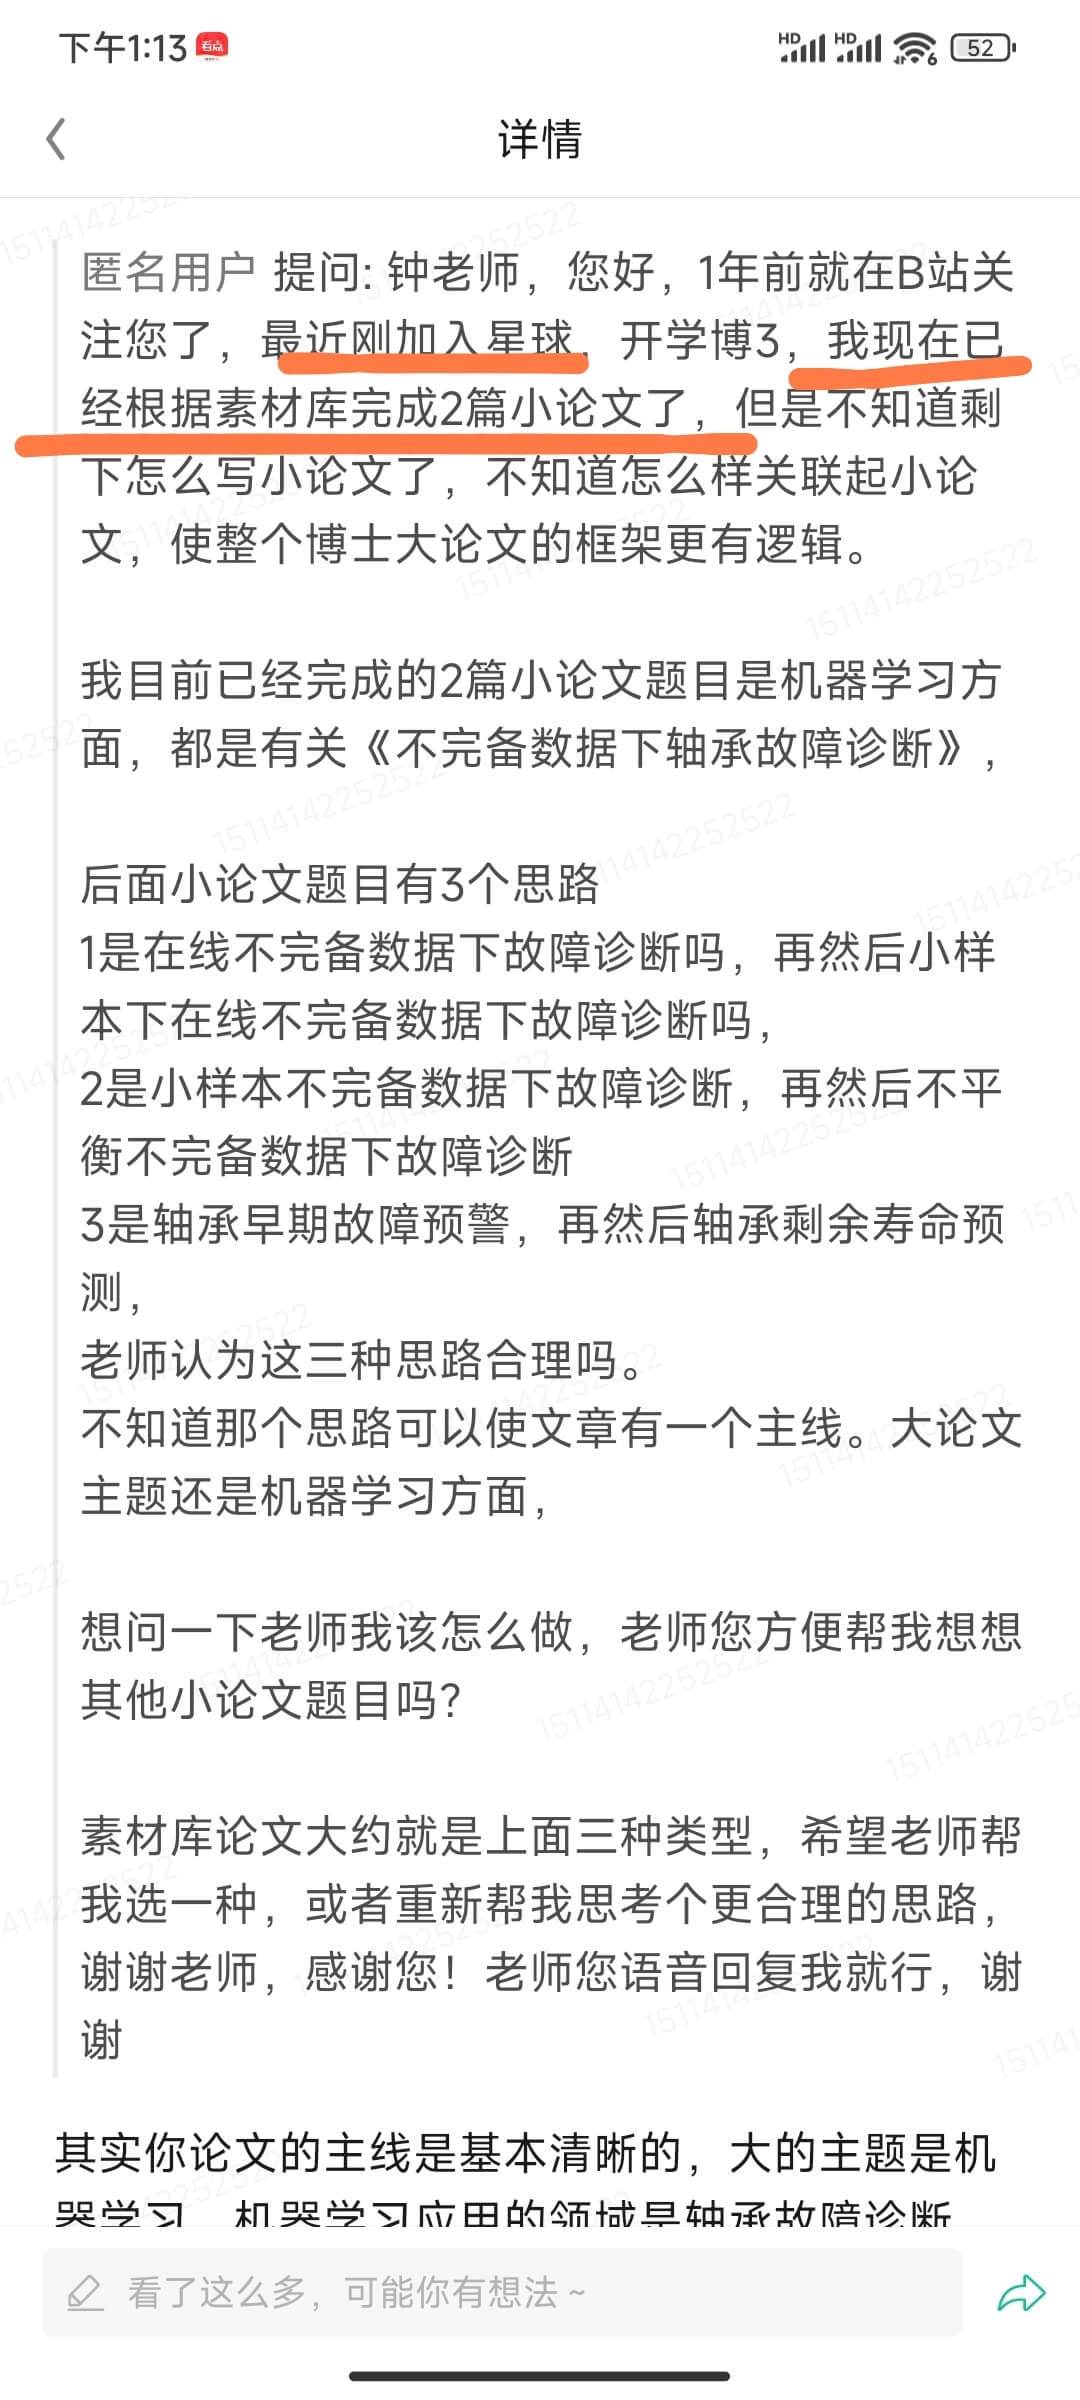 下午1:13 看点
HD HD 6 52
详情
匿名用户 提问: 钟老师，您好，1年前就在B站关
注您了，最近刚加入星球，开学博3，我现在已
经根据素材库完成2篇小论文了，但是不知道剩
下怎么写小论文了，不知道怎么样关联起小论
文，使整个博士大论文的框架更有逻辑。
我目前已经完成的2篇小论文题目是机器学习方
面，都是有关《不完备数据下轴承故障诊断》，
后面小论文题目有3个思路
1是在线不完备数据下故障诊断吗，再然后小样
本下在线不完备数据下故障诊断吗，
2是小样本不完备数据下故障诊断，再然后不平
衡不完备数据下故障诊断
3是轴承早期故障预警，再然后轴承剩余寿命预
测，
老师认为这三种思路合理吗。
不知道那个思路可以使文章有一个主线。大论文
主题还是机器学习方面，
想问一下老师我该怎么做，老师您方便帮我想想
其他小论文题目吗？
素材库论文大约就是上面三种类型，希望老师帮
我选一种，或者重新帮我思考个更合理的思路，
谢谢老师，感谢您！老师您语音回复我就行，谢
谢
其实你论文的主线是基本清晰的，大的主题是机
器学习，机器学习应用的领域是轴承故障诊断
看了这么多，可能你有想法～
15114142252522